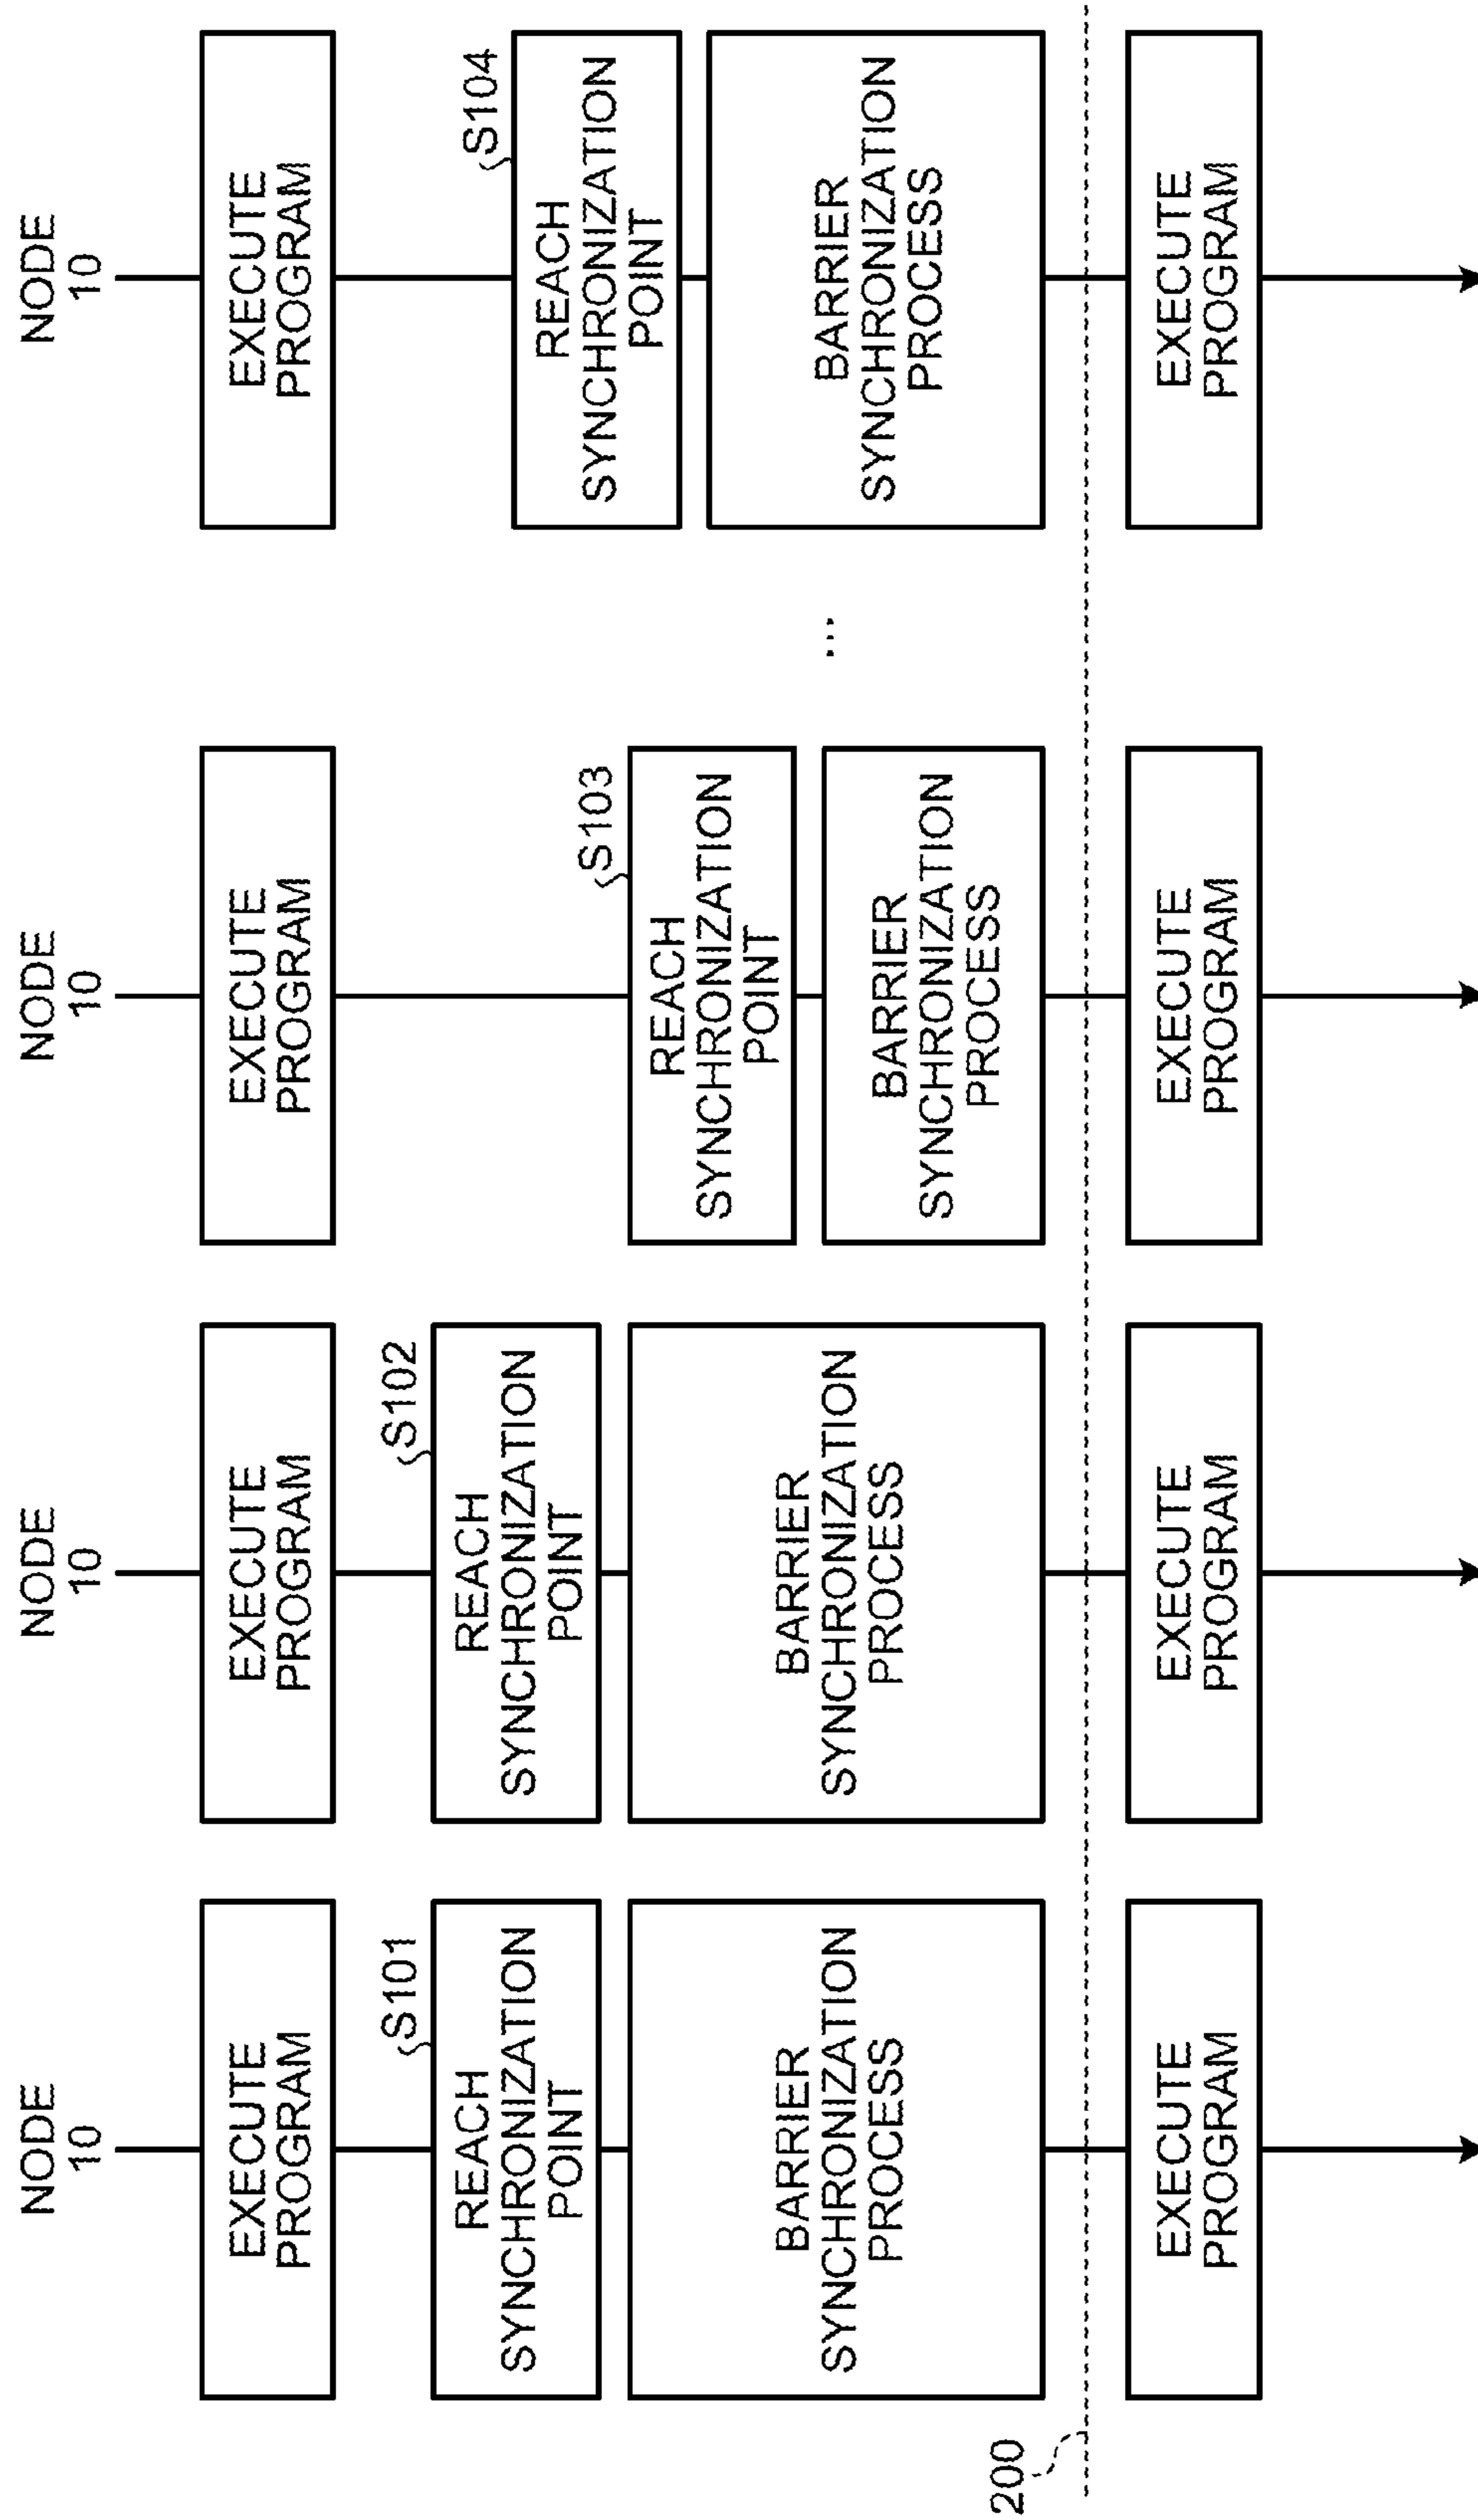 NODE
10
EXECUTE
PROGRAM
S101
REACH
SYNCHRONIZATION
POINT
BARRIER
SYNCHRONIZATION
PROCESS
EXECUTE
PROGRAM
NODE
10
EXECUTE
PROGRAM
S102
REACH
SYNCHRONIZATION
POINT
BARRIER
SYNCHRONIZATION
PROCESS
EXECUTE
PROGRAM
NODE
10
EXECUTE
PROGRAM
S103
REACH
SYNCHRONIZATION
POINT
BARRIER
SYNCHRONIZATION
PROCESS
EXECUTE
PROGRAM
...
NODE
10
EXECUTE
PROGRAM
S104
REACH
SYNCHRONIZATION
POINT
BARRIER
SYNCHRONIZATION
PROCESS
EXECUTE
PROGRAM
200